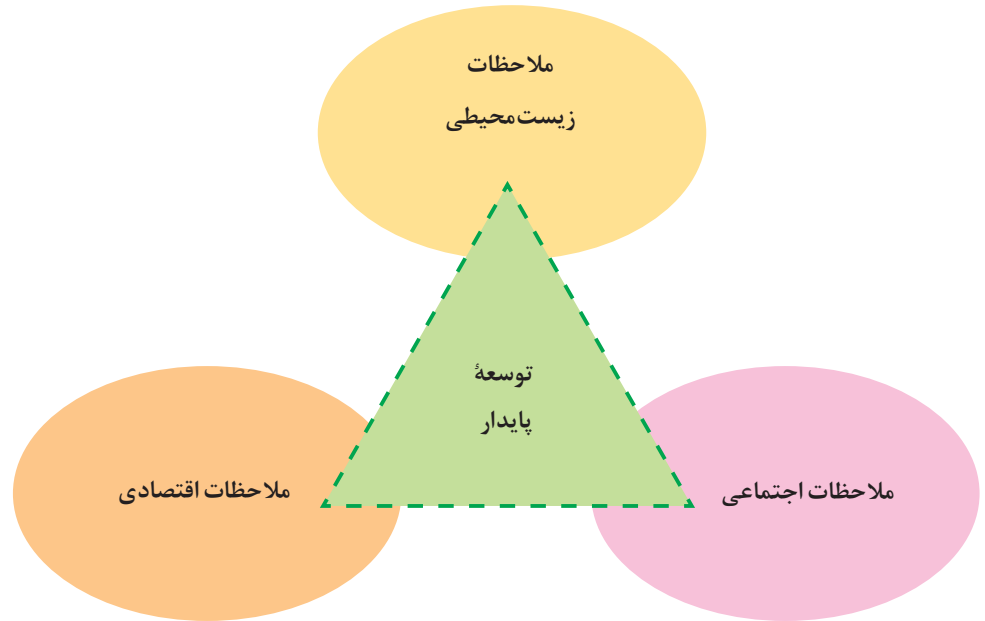 ملاحظات
زیست‌محیطی
توسعهٔ
پایدار
ملاحظات اجتماعی
ملاحظات اقتصادی